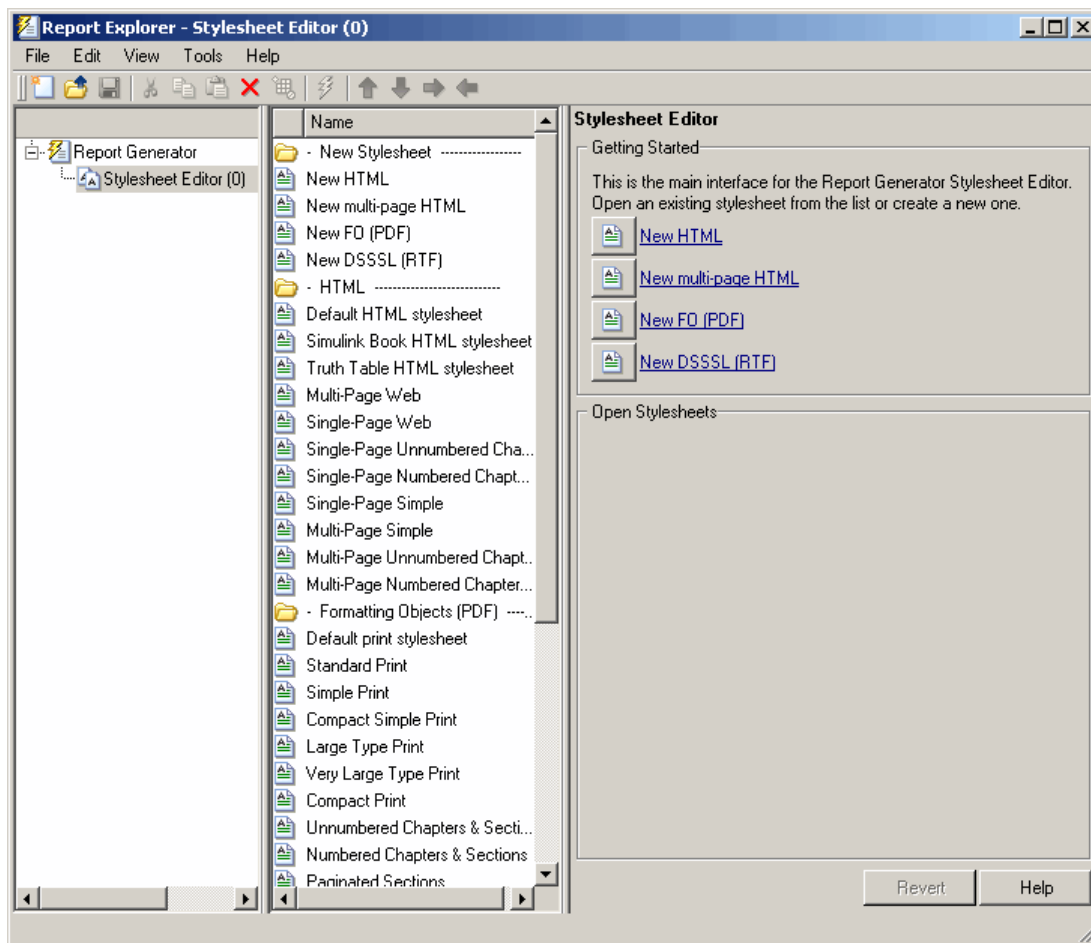 Report Explorer - Stylesheet Editor (0)
File Edit View Tools Help
Report Generator
Stylesheet Editor (0)
Name
- New Stylesheet -----------------
New HTML
New multi-page HTML
New FO (PDF)
New DSSSL (RTF)
- HTML --------------------------
Default HTML stylesheet
Simulink Book HTML stylesheet
Truth Table HTML stylesheet
Multi-Page Web
Single-Page Web
Single-Page Unnumbered Cha...
Single-Page Numbered Chapt...
Single-Page Simple
Multi-Page Simple
Multi-Page Unnumbered Chapt...
Multi-Page Numbered Chapter...
- Formatting Objects (PDF) ----...
Default print stylesheet
Standard Print
Simple Print
Compact Simple Print
Large Type Print
Very Large Type Print
Compact Print
Unnumbered Chapters & Secti...
Numbered Chapters & Sections
Paginated Sections
Stylesheet Editor
Getting Started
This is the main interface for the Report Generator Stylesheet Editor.
Open an existing stylesheet from the list or create a new one.
New HTML
New multi-page HTML
New FO (PDF)
New DSSSL (RTF)
Open Stylesheets
Revert Help